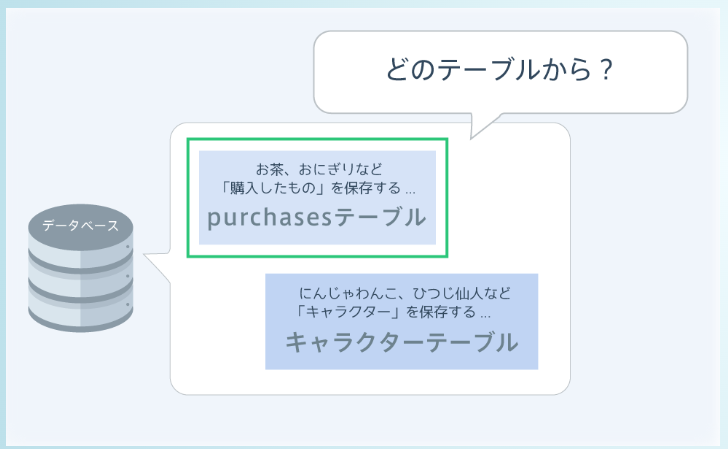 どのテーブルから？
お茶、おにぎりなど
「購入したもの」を保存する ...
purchasesテーブル
データベース
にんじゃわんこ、ひつじ仙人など
「キャラクター」を保存する ...
キャラクターテーブル